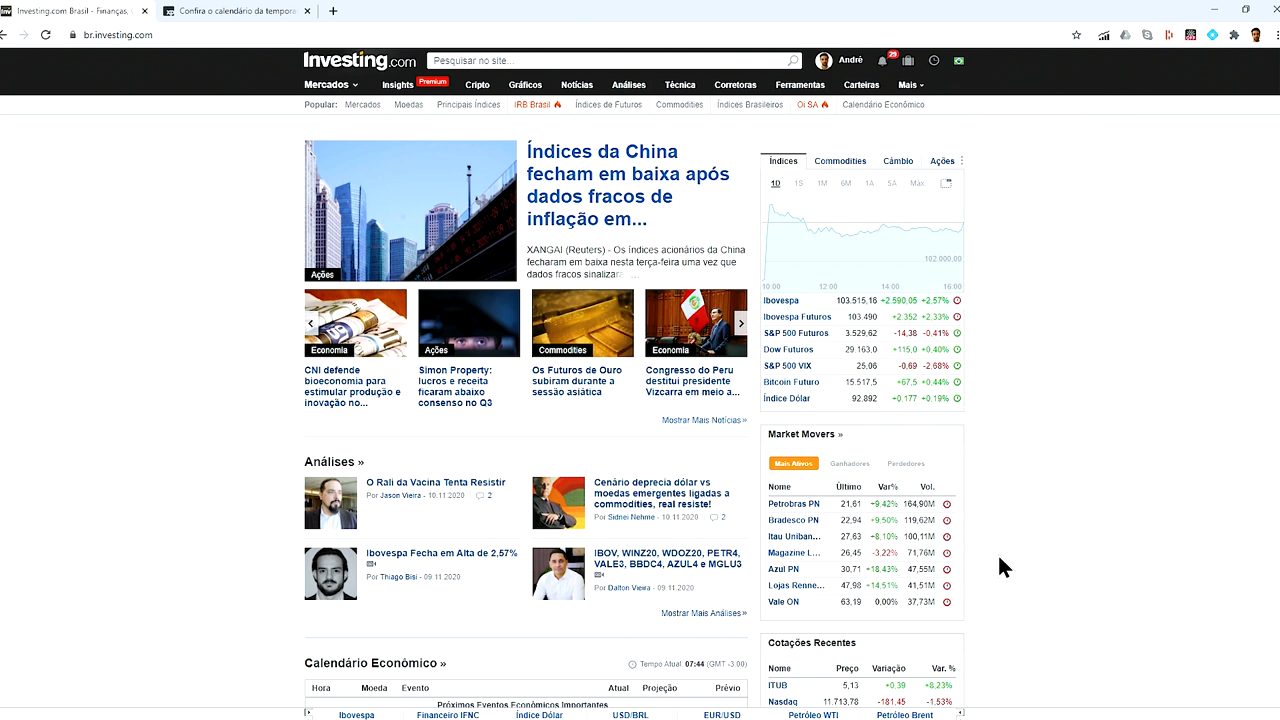 Investing.com Brasil - Finanças,
Confira o calendário da tempora
br.investing.com
Investing.com
Pesquisar no site...
André
29
Mercados
Insights
Premium
Cripto
Gráficos
Notícias
Análises
Técnica
Corretoras
Ferramentas
Carteiras
Mais
Popular:
Mercados
Moedas
Principais Índices
IRB Brasil
Índices de Futuros
Commodities
Índices Brasileiros
Oi SA
Calendário Econômico
Ações
Índices da China
fecham em baixa após
dados fracos de
inflação em...
XANGAI (Reuters) - Os índices acionários da China
fecharam em baixa nesta terça-feira uma vez que
dados fracos sinalizara ...
Economia
CNI defende
bioeconomia para
estimular produção e
inovação no...
Ações
Simon Property:
lucros e receita
ficaram abaixo
consenso no Q3
Commodities
Os Futuros de Ouro
subiram durante a
sessão asiática
Economia
Congresso do Peru
destitui presidente
Vizcarra em meio a...
Mostrar Mais Notícias »
Análises »
O Rali da Vacina Tenta Resistir
Por Jason Vieira - 10.11.2020 2
Cenário deprecia dólar vs
moedas emergentes ligadas a
commodities, real resiste!
Por Sidnei Nehme - 10.11.2020 2
Ibovespa Fecha em Alta de 2,57%
Por Thiago Bisi - 09.11.2020
IBOV, WINZ20, WDOZ20, PETR4,
VALE3, BBDC4, AZUL4 e MGLU3
Por Dalton Vieira - 09.11.2020
Mostrar Mais Análises »
Calendário Econômico »
Tempo Atual: 07:44 (GMT -3:00)
Hora Moeda Evento Atual Projeção Prévio
Próximos Eventos Econômicos Importantes
Índices Commodities Câmbio Ações
1D 1S 1M 6M 1A 5A Máx.
102.000,00
10:00 12:00 14:00 16:00
Ibovespa 103.515,16 +2.590,05 +2,57%
Ibovespa Futuros 103.490 +2.352 +2,33%
S&P 500 Futuros 3.529,62 -14,38 -0,41%
Dow Futuros 29.163,0 +115,0 +0,40%
S&P 500 VIX 25,06 -0,69 -2,68%
Bitcoin Futuro 15.517,5 +67,5 +0,44%
Índice Dólar 92,892 +0,177 +0,19%
Market Movers »
Mais Ativos Ganhadores Perdedores
Nome Último Var% Vol.
Petrobras PN 21,61 +9,42% 164,90M
Bradesco PN 22,94 +9,50% 119,62M
Itau Uniban... 27,63 +8,10% 100,11M
Magazine L... 26,45 -3,22% 71,76M
Azul PN 30,71 +18,43% 47,55M
Lojas Renne... 47,98 +14,51% 41,51M
Vale ON 63,19 0,00% 37,73M
Cotações Recentes
Nome Preço Variação Var. %
ITUB 5,13 +0,39 +8,23%
Nasdaq 11.713,78 -181,45 -1.53%
Ibovespa Financeiro IFNC Índice Dólar USD/BRL EUR/USD Petróleo WTI Petróleo Brent